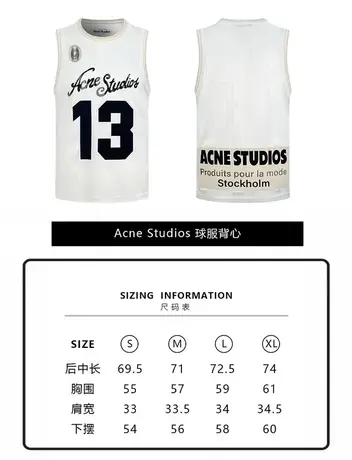 Acne Studios
Acne Studios
13
ACNE STUDIOS
Produits pour la mode
Stockholm
Acne Studios 球服背心
SIZING INFORMATION
尺码表
SIZE S M L XL
后中长 69.5 71 72.5 74
胸围 55 57 59 61
肩宽 33 33.5 34 34.5
下摆 54 56 58 60